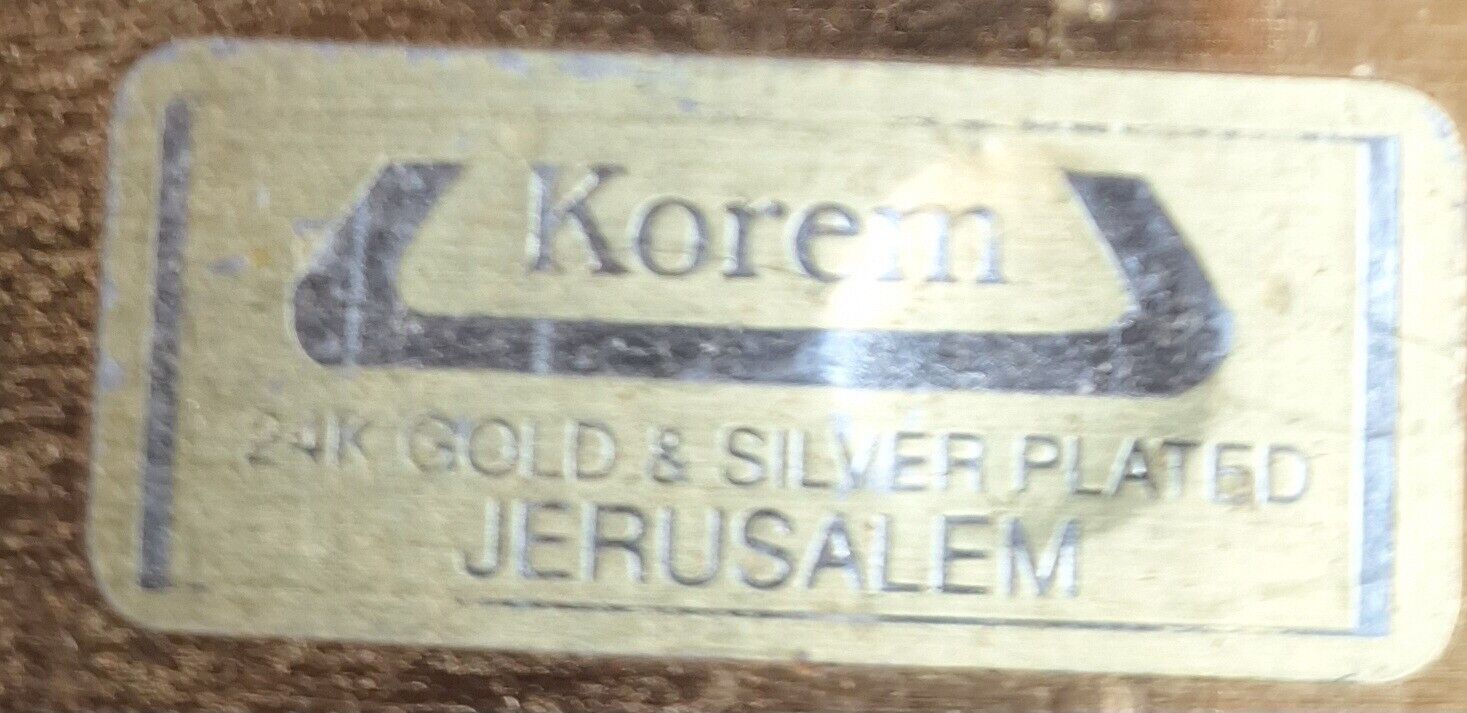 Korem
24K GOLD & SILVER PLATED
JERUSALEM